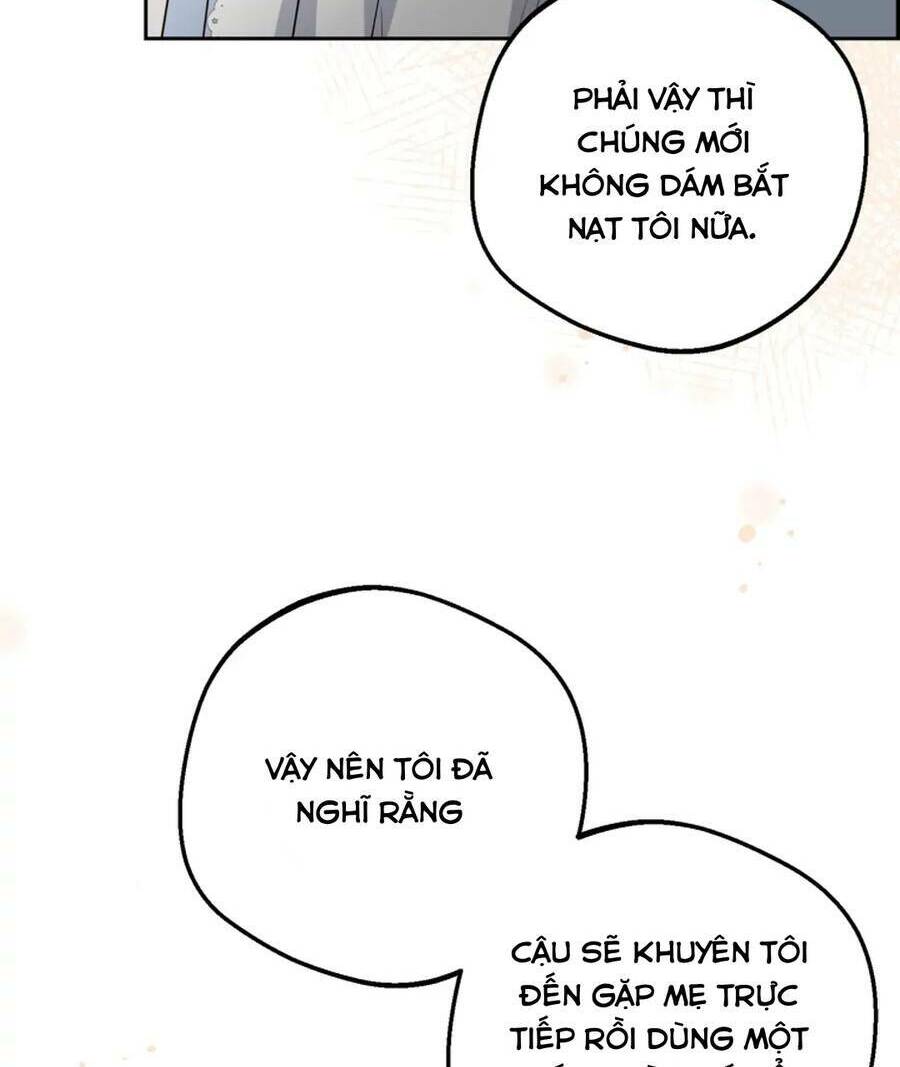 PHẢI VẬY THÌ
CHÚNG MỚI
KHÔNG DÁM BẮT
NẠT TÔI NỮA.
VẬY NÊN TÔI ĐÃ
NGHĨ RẰNG
CẬU SẼ KHUYÊN TÔI
ĐẾN GẶP MẸ TRỰC
TIẾP RỒI DÙNG MỘT